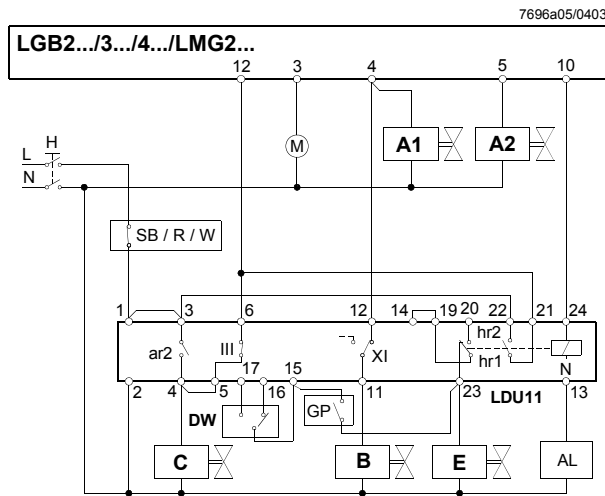 7696a05/0403
LGB2.../3.../4.../LMG2...
12 3 4 5 10
H
L
N
M A1 A2
SB / R / W
1 3 6 12 14 19 20 22 21 24
ar2 III XI hr2
hr1
N
2 4 5 17 16 15 11 23 LDU11 13
DW GP
C B E AL